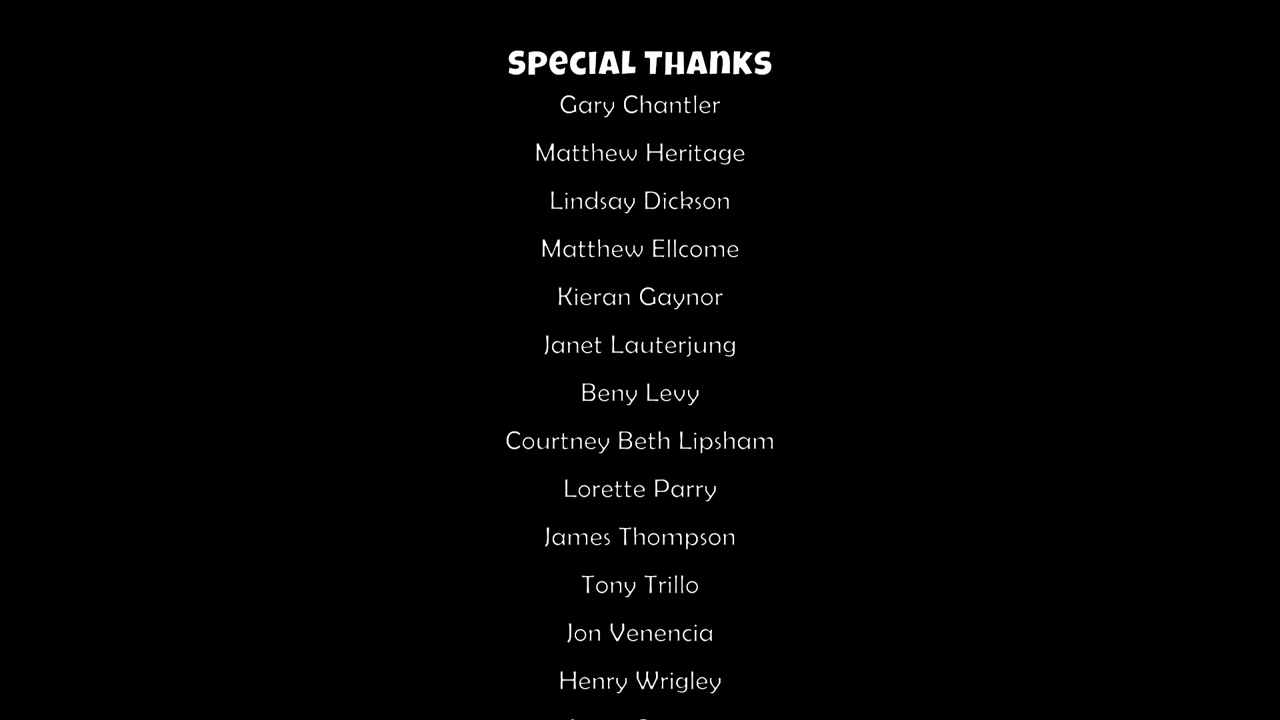 Special Thanks
Gary Chantler
Matthew Heritage
Lindsay Dickson
Matthew Ellcome
Kieran Gaynor
Janet Lauterjung
Beny Levy
Courtney Beth Lipsham
Lorette Parry
James Thompson
Tony Trillo
Jon Venencia
Henry Wrigley